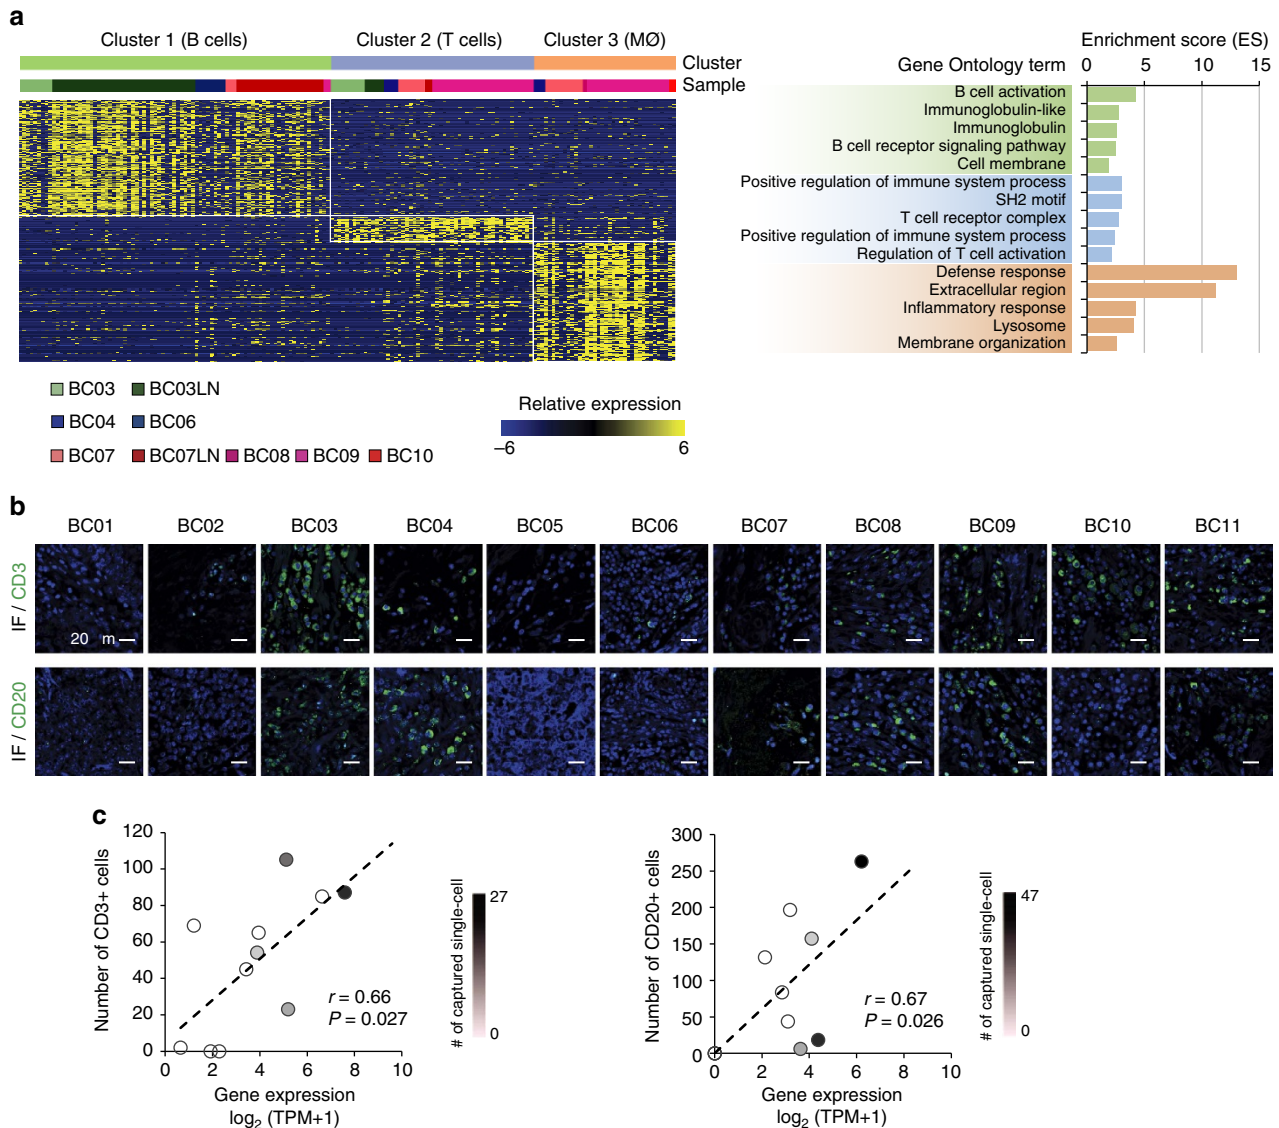 a
Cluster 1 (B cells)
Cluster 2 (T cells)
Cluster 3 (MØ)
Cluster
Sample
BC03
BC03LN
BC04
BC06
BC07
BC07LN
BC08
BC09
BC10
Relative expression
–6
6
Enrichment score (ES)
Gene Ontology term
0
5
10
15
B cell activation
Immunoglobulin-like
Immunoglobulin
B cell receptor signaling pathway
Cell membrane
Positive regulation of immune system process
SH2 motif
T cell receptor complex
Positive regulation of immune system process
Regulation of T cell activation
Defense response
Extracellular region
Inflammatory response
Lysosome
Membrane organization
b
BC01
BC02
BC03
BC04
BC05
BC06
BC07
BC08
BC09
BC10
BC11
IF / CD3
20 m
IF / CD20
c
Number of CD3+ cells
120
100
80
60
40
20
0
0
2
4
6
8
10
r = 0.66
P = 0.027
Gene expression
log₂ (TPM+1)
# of captured single-cell
27
0
Number of CD20+ cells
300
250
200
150
100
50
0
0
2
4
6
8
10
r = 0.67
P = 0.026
Gene expression
log₂ (TPM+1)
# of captured single-cell
47
0